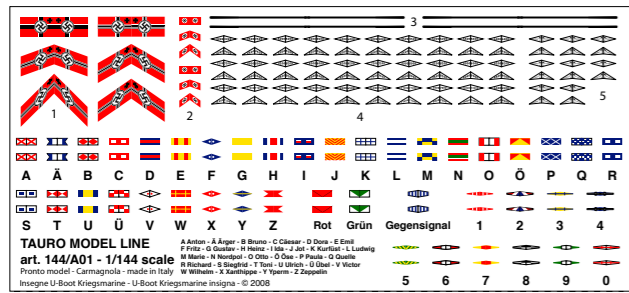 3
1
2
4
5
A Ä B C D E F G H I J K L M N O Ö P Q R
S T U Ü V W X Y Z Rot Grün Gegensignal 1 2 3 4
TAURO MODEL LINE
art. 144/A01 - 1/144 scale
Pronto model - Carmagnola - made in Italy
Insegne U-Boot Kriegsmarine - U-Boot Kriegsmarine insigna - © 2008
A Anton - Ä Ärger - B Bruno - C Cäesar - D Dora - E Emil
F Fritz - G Gustav - H Heinz - I Ida - J Jot - K Kurfüst - L Ludwig
M Marie - N Nordpol - O Otto - Ö Öse - P Paula - Q Quelle
R Richard - S Siegfrid - T Toni - U Ulrich - Ü Übel - V Victor
W Wilhelm - X Xanthippe - Y Yperm - Z Zeppelin
5 6 7 8 9 0